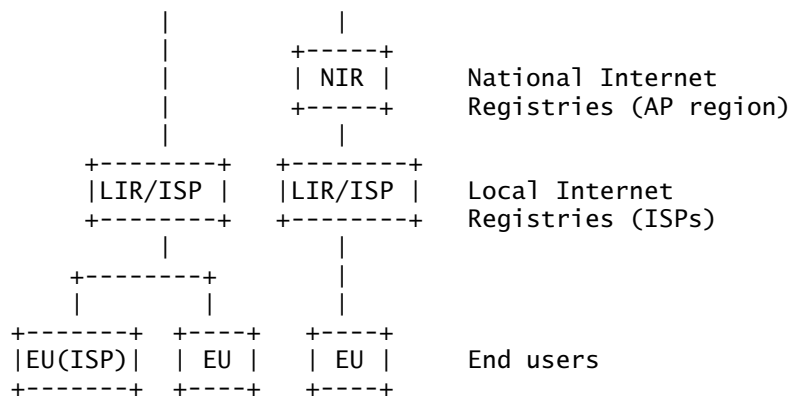 NIR National Internet
Registries (AP region)
LIR/ISP LIR/ISP Local Internet
Registries (ISPs)
EU(ISP) EU EU End users